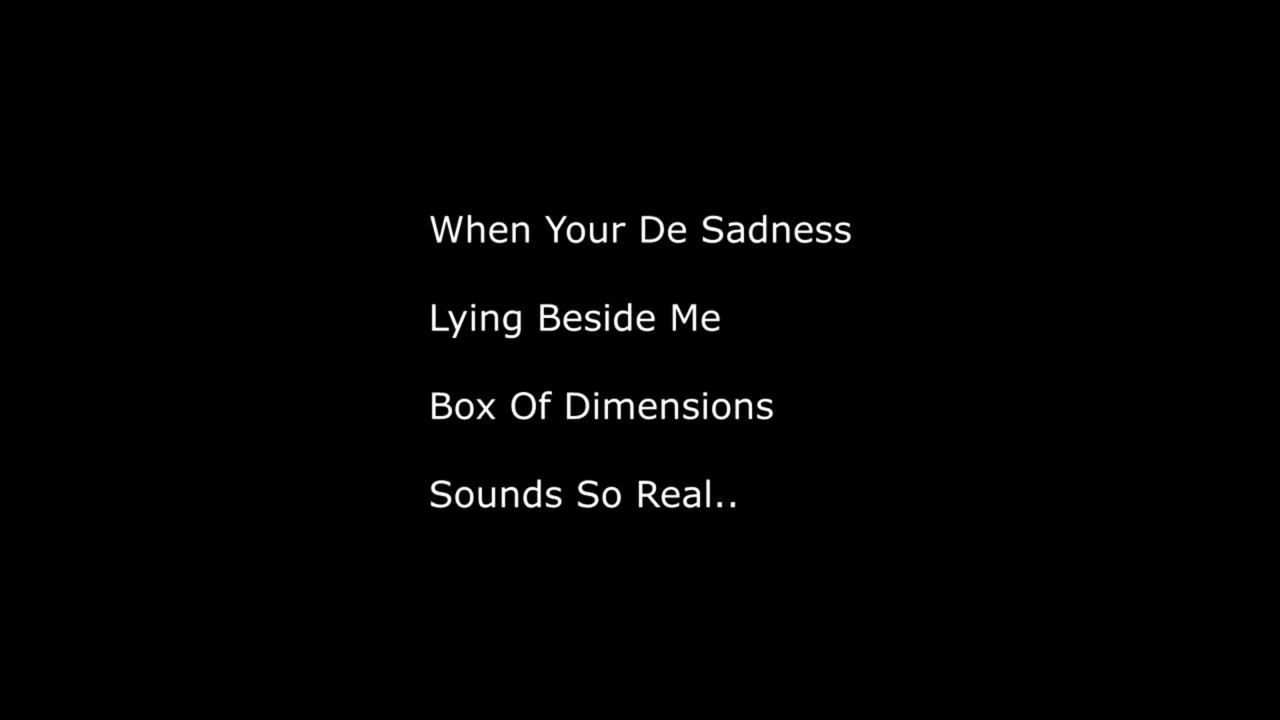 When Your De Sadness
Lying Beside Me
Box Of Dimensions
Sounds So Real..